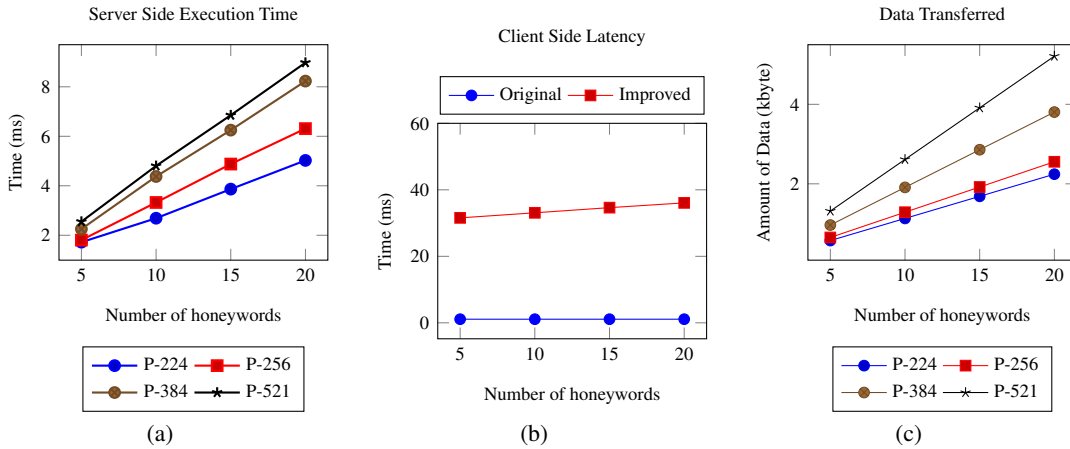 Server Side Execution Time
8
6
4
2
Time (ms)
5 10 15 20
Number of honeywords
P-224 P-256
P-384 P-521
(a)
Client Side Latency
Original Improved
60
40
20
0
Time (ms)
5 10 15 20
Number of honeywords
(b)
Data Transferred
4
2
Amount of Data (kbyte)
5 10 15 20
Number of honeywords
P-224 P-256
P-384 P-521
(c)